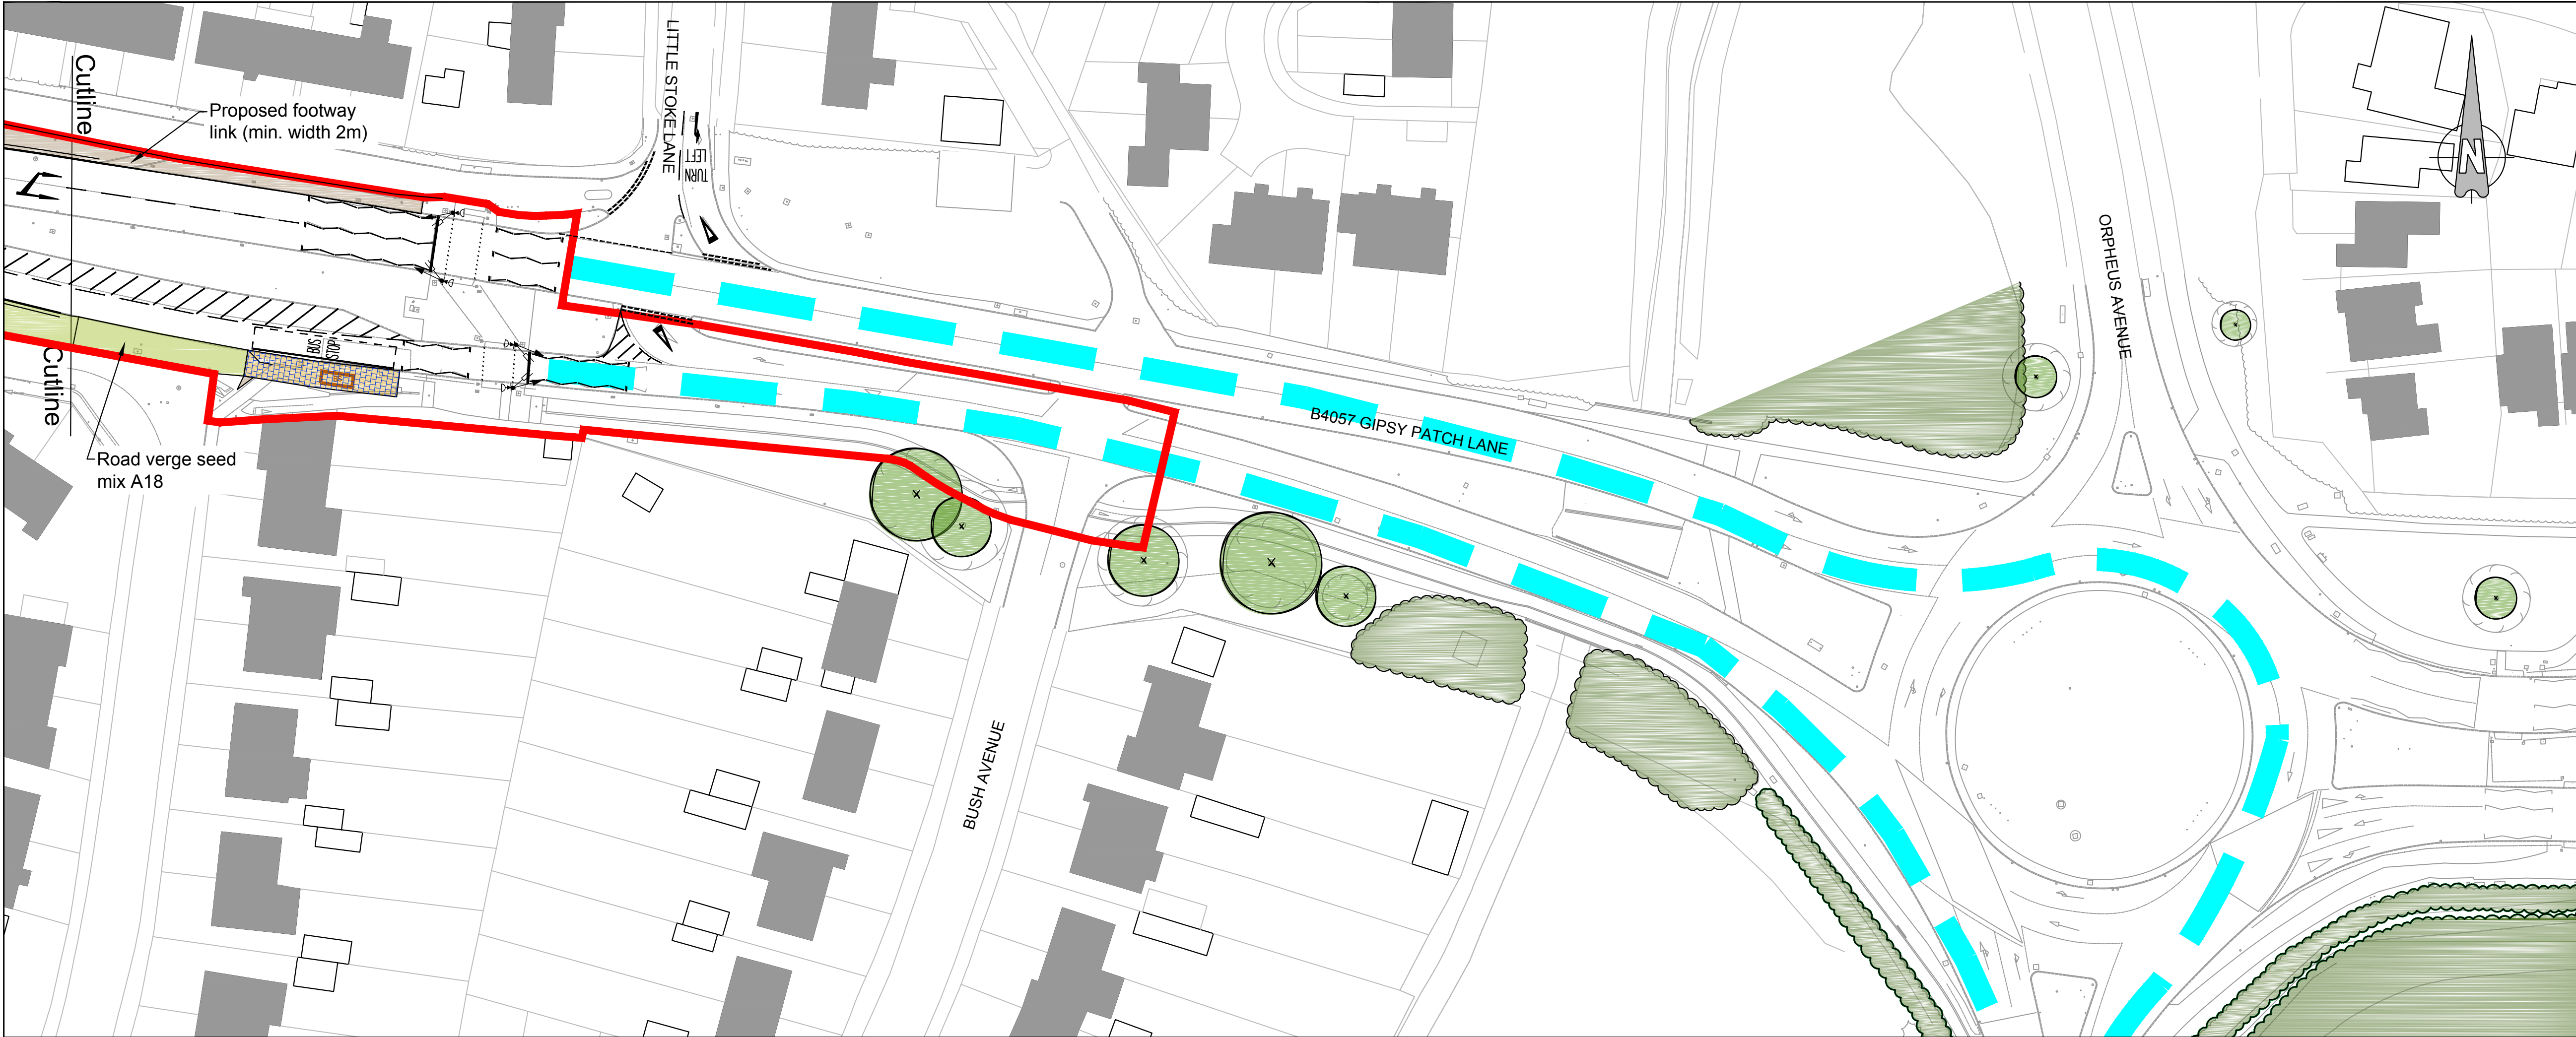 Cutline
Proposed footway
link (min. width 2m)
LITTLE STOKE LANE
TURN
LEFT
N
ORPHEUS AVENUE
BUS
STOP
Cutline
B4057 GIPSY PATCH LANE
Road verge seed
mix A18
BUSH AVENUE